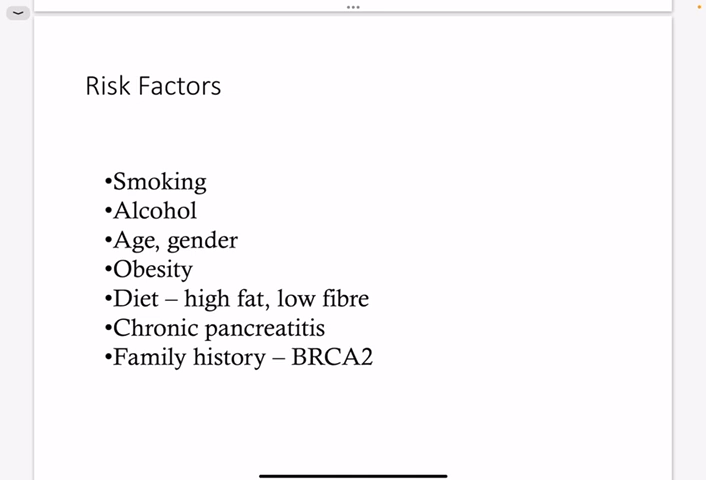 Risk Factors
•Smoking
•Alcohol
•Age, gender
•Obesity
•Diet – high fat, low fibre
•Chronic pancreatitis
•Family history – BRCA2